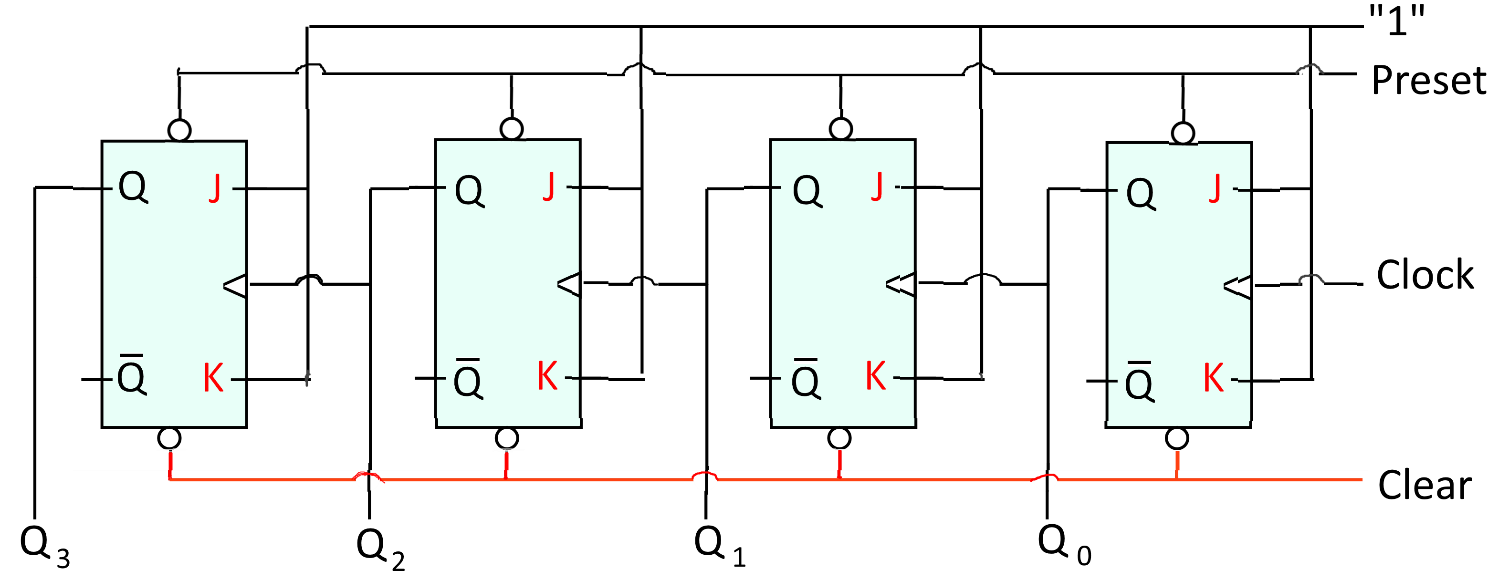 "1"
Preset
Q J Q J Q J Q J
Clock
Q̅ K Q̅ K Q̅ K Q̅ K
Clear
Q₃ Q₂ Q₁ Q₀